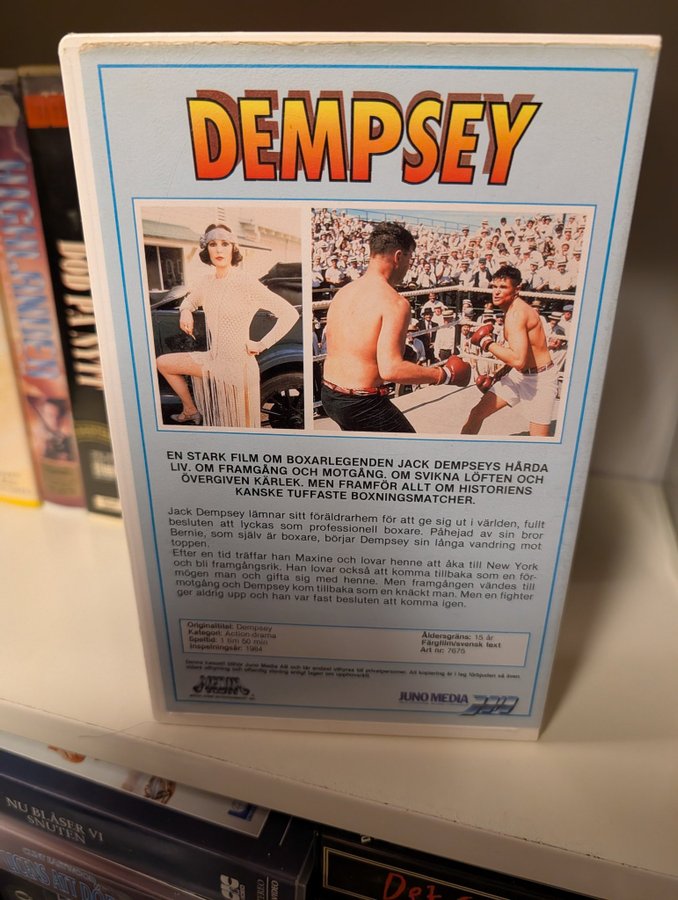 DEMPSEY
EN STARK FILM OM BOXARLEGENDEN JACK DEMPSEYS HÅRDA
LIV. OM FRAMGÅNG OCH MOTGÅNG. OM SVIKNA LÖFTEN OCH
ÖVERGIVEN KÄRLEK. MEN FRAMFÖR ALLT OM HISTORIENS
KANSKE TUFFASTE BOXNINGSMATCHER.
Jack Dempsey lämnar sitt föräldrarhem för att ge sig ut i världen, fullt
besluten att lyckas som professionell boxare. Påhejad av sin bror
Bernie, som själv är boxare, börjar Dempsey sin långa vandring mot
toppen.
Efter en tid träffar han Maxine och lovar henne att åka till New York
och bli framgångsrik. Han lovar också att komma tillbaka som en för-
mögen man och gifta sig med henne. Men framgången vändes till
motgång och Dempsey kom tillbaka som en knäckt man. Men en fighter
ger aldrig upp och han var fast besluten att komma igen.
Originaltitel: Dempsey
Kategori: Action drama
Speltid: 1 tim 50 min
Inspelningsår: 1984
Åldersgräns: 15 år
Färgfilm/svensk text
Art nr: 7675
JUNO MEDIA
NU BLÅSER VI
SNUTEN
Det